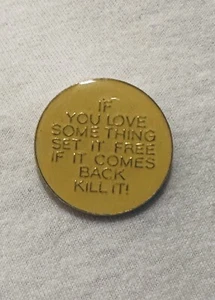 IF
YOU LOVE
SOME THING
SET IT FREE
IF IT COMES
BACK
KILL IT!